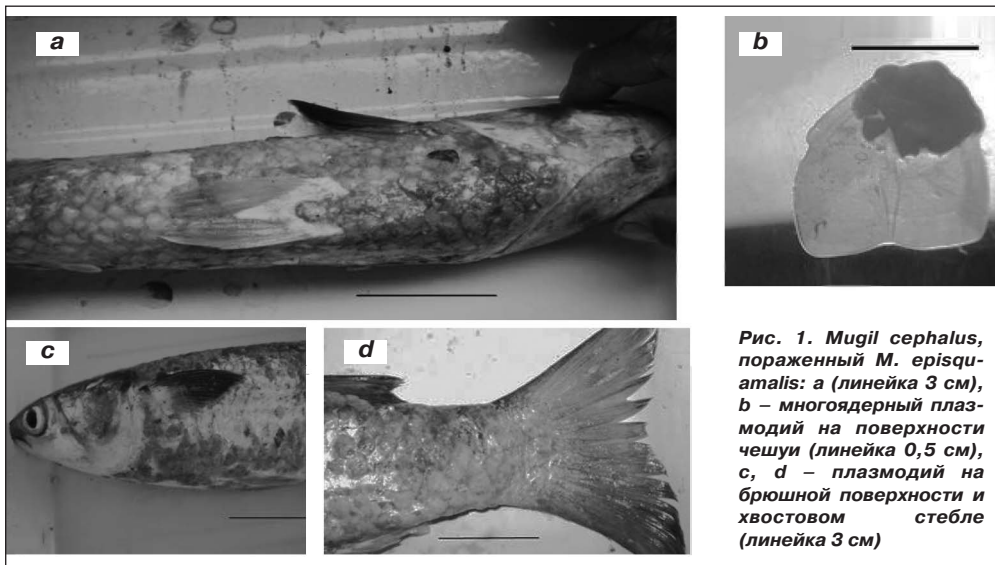 a
b
c
d
Рис. 1. Mugil cephalus,
пораженный M. episqu-
amalis: a (линейка 3 см),
b – многоядерный плаз-
модий на поверхности
чешуи (линейка 0,5 см),
c, d – плазмодий на
брюшной поверхности и
хвостовом стебле
(линейка 3 см)